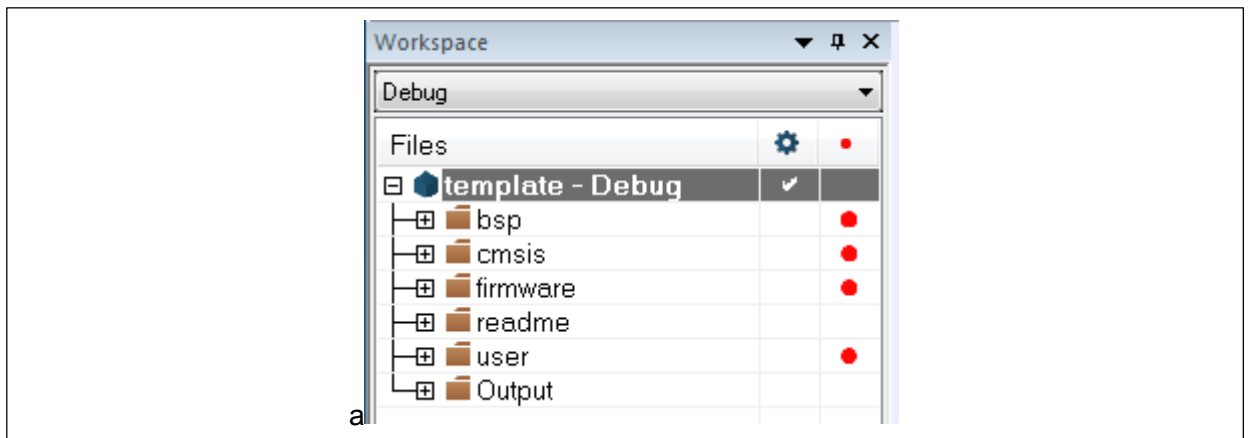 Workspace
Debug
Files
template - Debug
bsp
cmsis
firmware
readme
user
Output
a